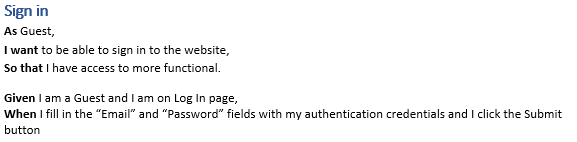 Sign in
As Guest,
I want to be able to sign in to the website,
So that I have access to more functional.
Given I am a Guest and I am on Log In page,
When I fill in the “Email” and “Password” fields with my authentication credentials and I click the Submit
button